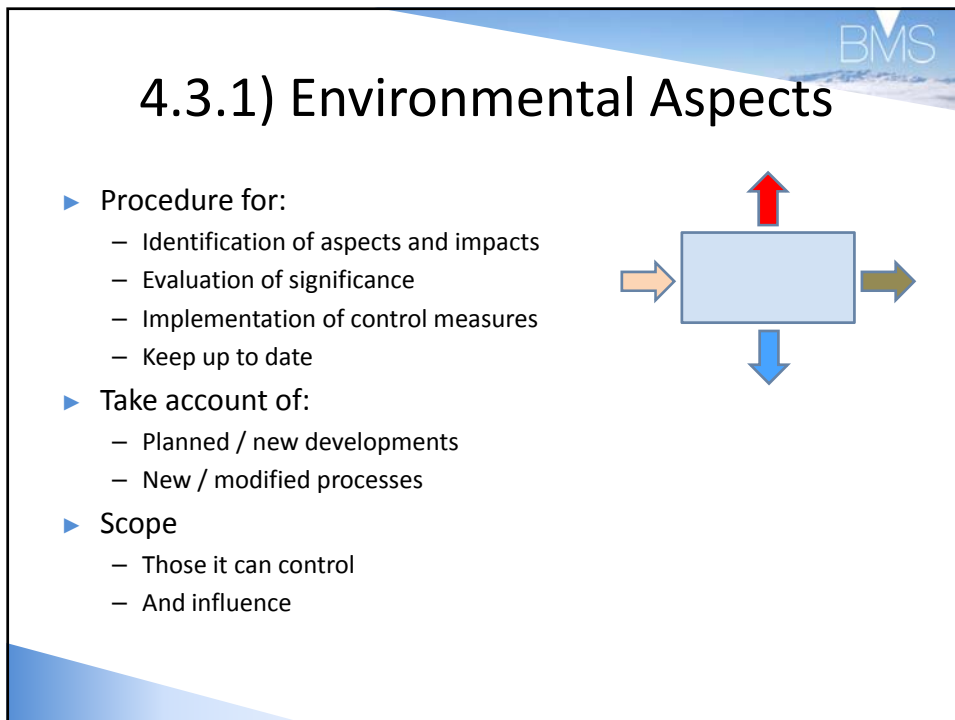 BMS
4.3.1) Environmental Aspects
► Procedure for:
– Identification of aspects and impacts
– Evaluation of significance
– Implementation of control measures
– Keep up to date
► Take account of:
– Planned / new developments
– New / modified processes
► Scope
– Those it can control
– And influence